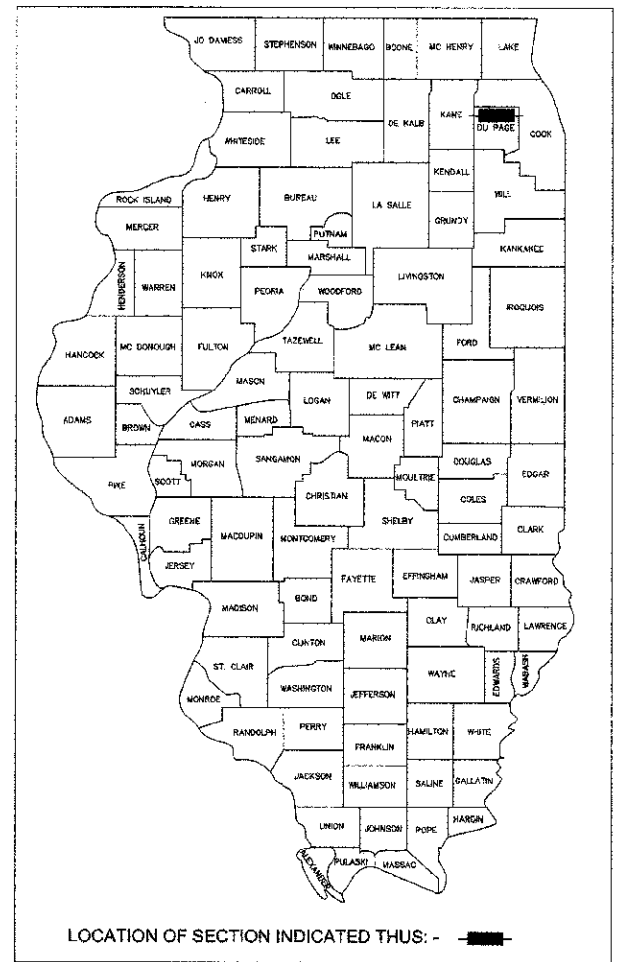 JO DAVIESS STEPHENSON WINNEBAGO BOONE MC HENRY LAKE
CARROLL OGLE
DE KALB KANE DU PAGE COOK
WHITESIDE LEE
KENDALL
ROCK ISLAND HENRY BUREAU LA SALLE WILL
MERCER PUTNAM GRUNDY
STARK KANKAKEE
HENDERSON WARREN KNOX MARSHALL LIVINGSTON
PEORIA WOODFORD IROQUOIS
TAZEWELL FORD
HANCOCK MC DONOUGH FULTON MC LEAN
MASON
SCHUYLER LOGAN DE WITT CHAMPAIGN VERMILION
ADAMS BROWN CASS MENARD PIATT
MACON
MORGAN SANGAMON DOUGLAS
PIKE SCOTT MOULTRIE EDGAR
CHRISTIAN COLES
GREENE MACOUPIN SHELBY
CALHOUN MONTGOMERY CUMBERLAND CLARK
JERSEY FAYETTE EFFINGHAM JASPER CRAWFORD
MADISON BOND
CLAY RICHLAND LAWRENCE
CLINTON MARION
ST. CLAIR WAYNE EDWARDS WABASH
MONROE WASHINGTON JEFFERSON
RANDOLPH PERRY HAMILTON WHITE
FRANKLIN
JACKSON WILLIAMSON SALINE GALLATIN
UNION JOHNSON POPE HARDIN
ALEXANDER PULASKI MASSAC
LOCATION OF SECTION INDICATED THUS: -